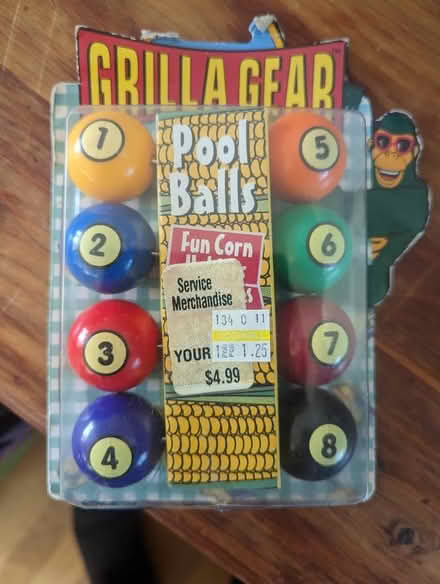 GRILLA GEAR
Pool
Balls
Fun Corn
Service
Merchandise
134 0 11
YOUR 122 1.25
$4.99
1
2
3
4
5
6
7
8